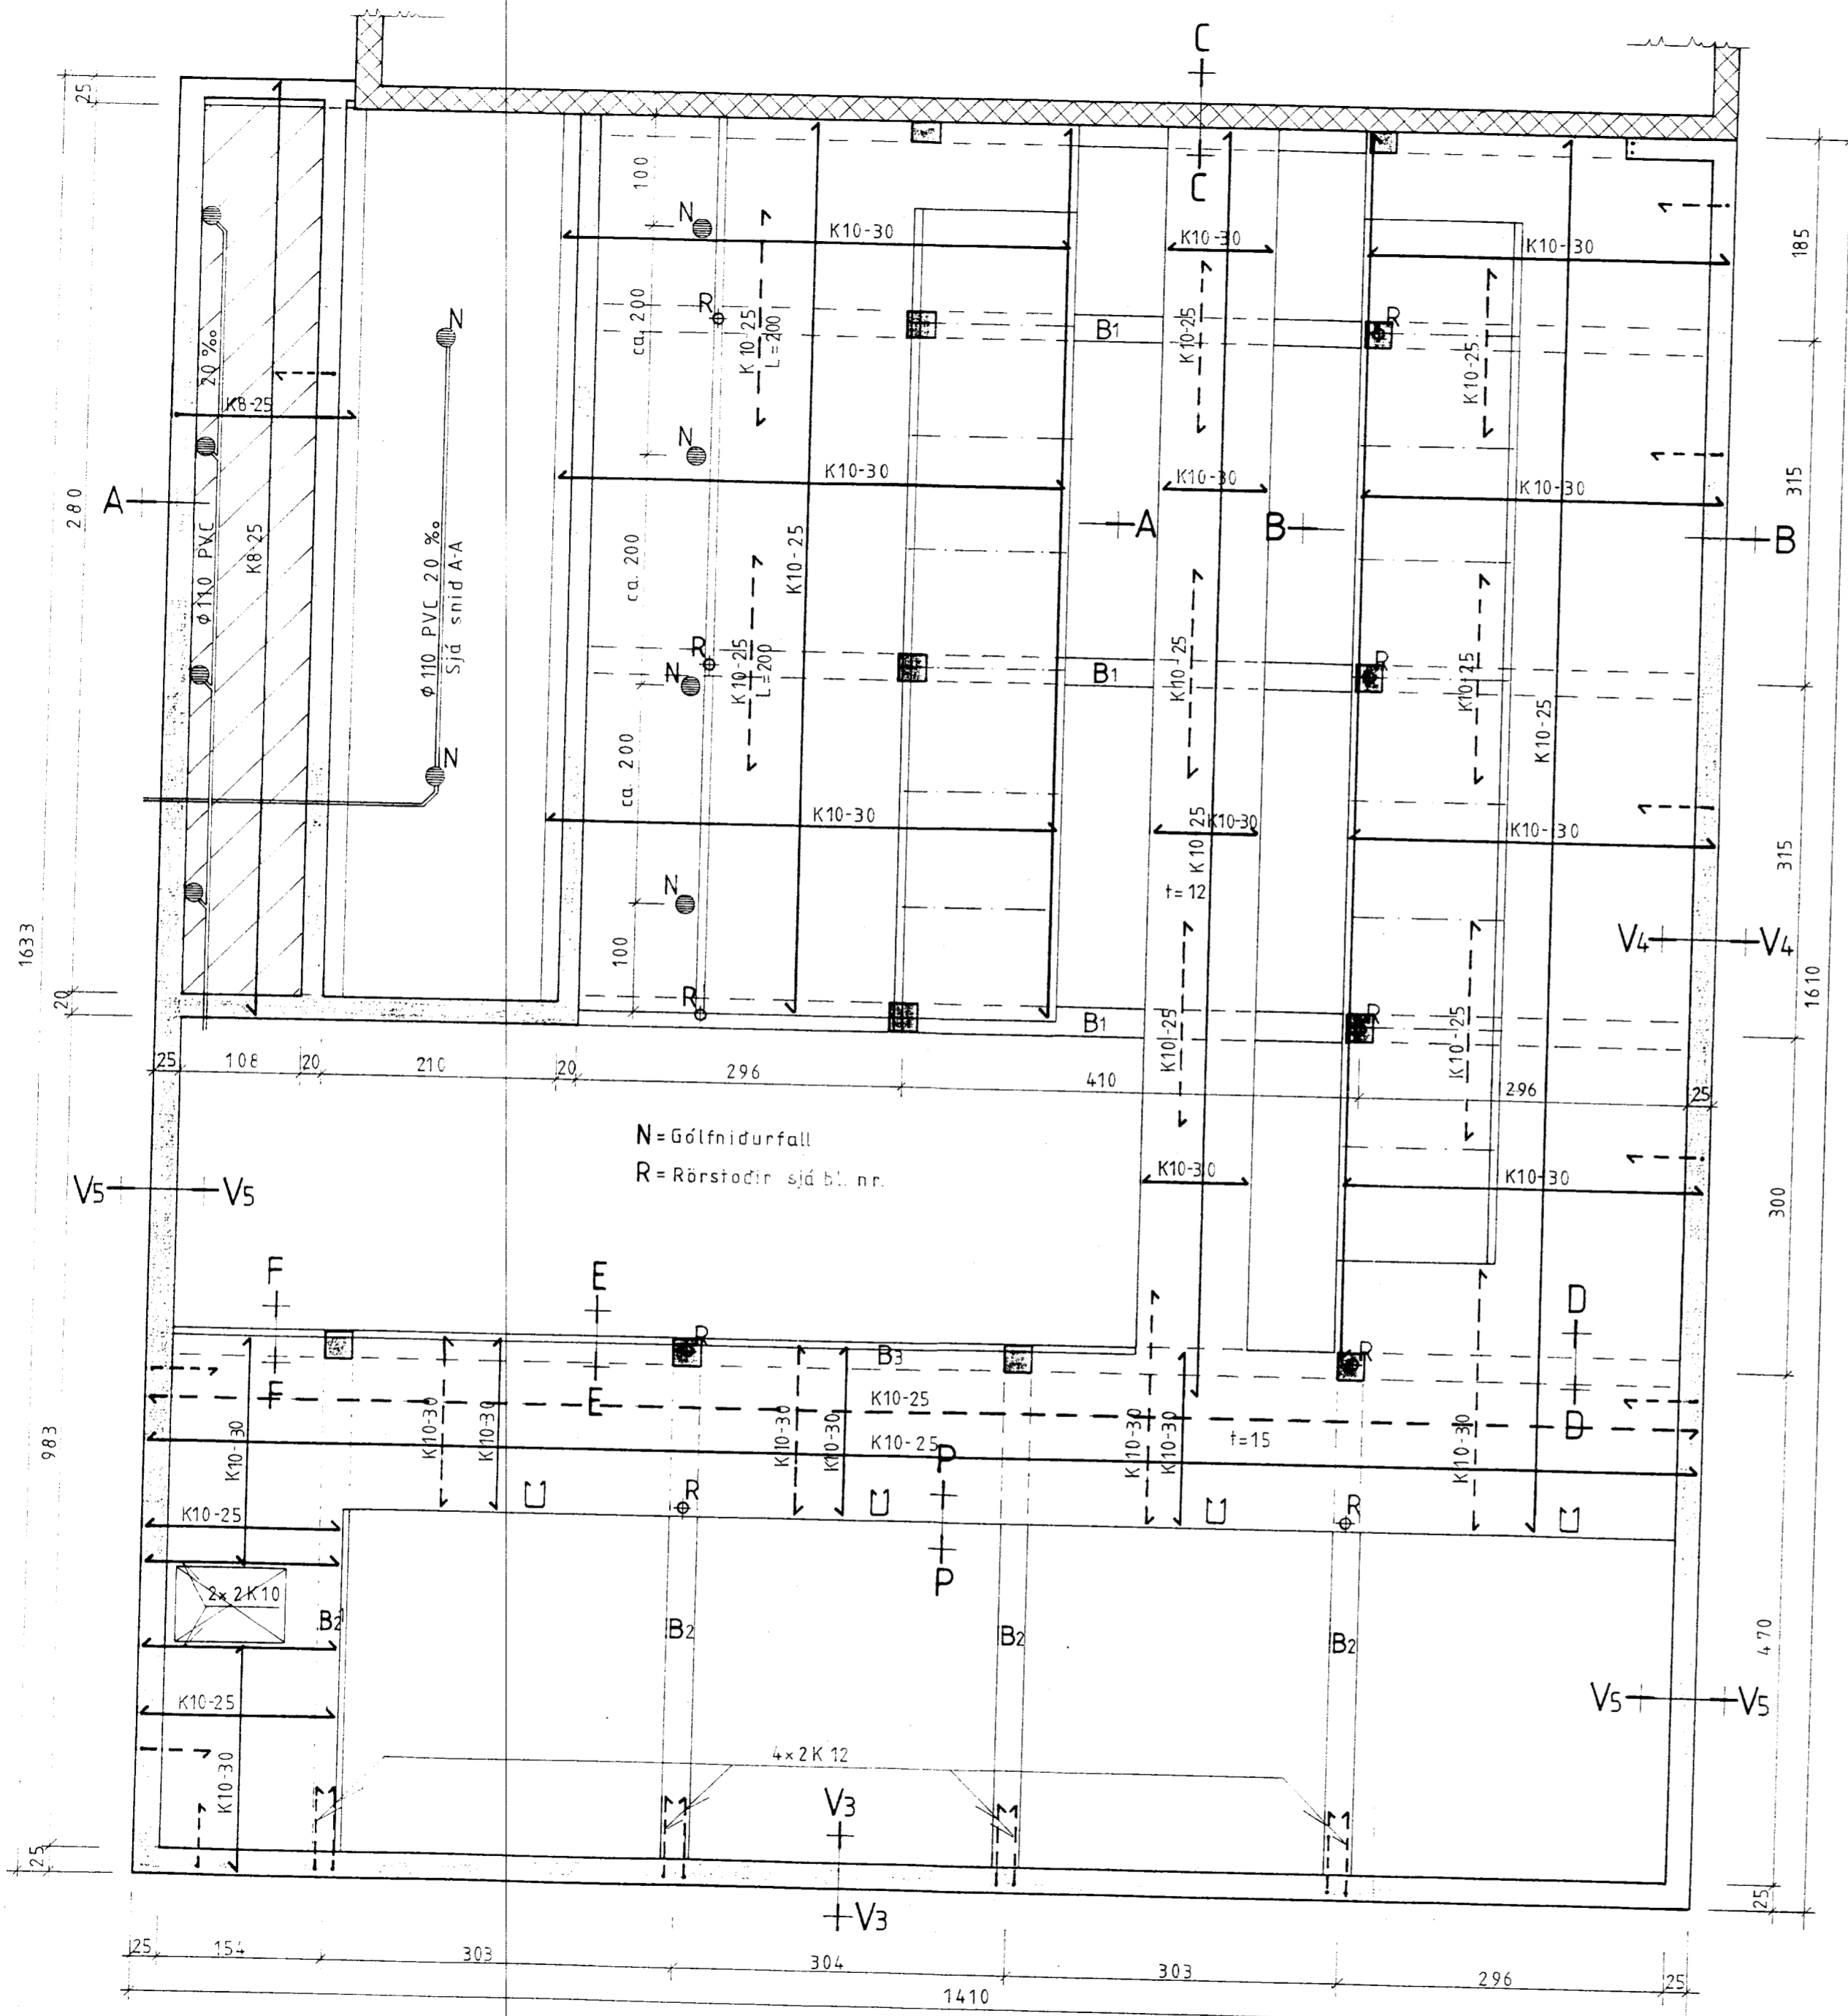 C
C
25
100
N
K10-30
K10-30
K10-30
185
ca. 200
R
K10-25
L=200
B1
K10-25
R
K10-25
20 ‰
N
K8-25
N
K10-30
K10-30
K10-30
315
A
A
B
B
280
φ110 PVC
K8-25
φ110 PVC 20 ‰
Sjá snid A-A
ca. 200
K10-25
R
N
K10-25
L=200
B1
K10-25
R
K10-25
K10-25
N
ca. 200
K10-30
K10-30
K10-30
K10-25
t=12
315
N
100
V4
V4
1633
1610
20
R
B1
K10-25
R
K10-25
25
108
20
210
20
296
410
296
25
N=Gólfniðurfall
R=Rörstoðir sjá bl. nr.
K10-30
K10-30
V5
V5
300
F
F
E
E
D
D
R
B3
R
K10-25
K10-25
K10-30
K10-30
K10-30
K10-30
K10-30
K10-30
K10-30
K10-30
t=15
983
P
P
R
R
K10-25
2×2K10
B2
B2
B2
B2
470
K10-25
V5
V5
K10-30
4×2K12
V3
V3
25
25
25
154
303
304
303
296
25
1410